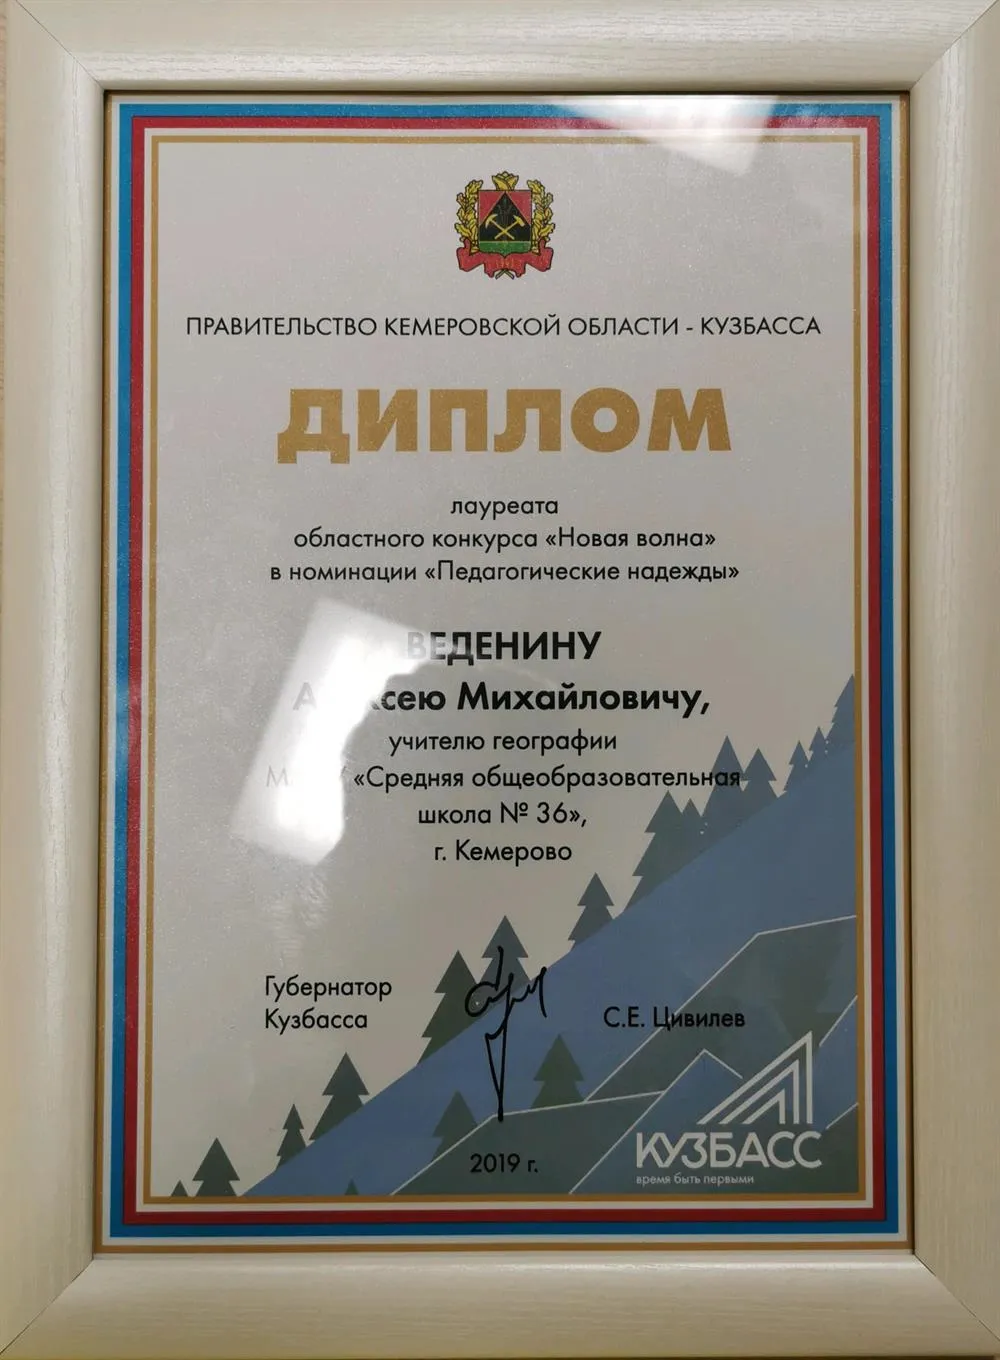 ПРАВИТЕЛЬСТВО КЕМЕРОВСКОЙ ОБЛАСТИ - КУЗБАССА
ДИПЛОМ
лауреата
областного конкурса «Новая волна»
в номинации «Педагогические надежды»
ВЕДЕНИНУ
Михайловичу,
учителю географии
«Средняя общеобразовательная
школа № 36»,
г. Кемерово
Губернатор
Кузбасса
С.Е. Цивилев
2019 г.
КУЗБАСС
время быть первыми